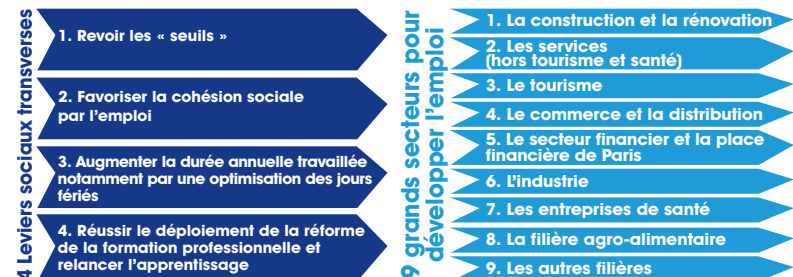 4 Leviers sociaux transverses
1. Revoir les « seuils »
2. Favoriser la cohésion sociale
par l'emploi
3. Augmenter la durée annuelle travaillée
notamment par une optimisation des jours
fériés
4. Réussir le déploiement de la réforme
de la formation professionnelle et
relancer l'apprentissage
9 grands secteurs pour
développer l'emploi
1. La construction et la rénovation
2. Les services
(hors tourisme et santé)
3. Le tourisme
4. Le commerce et la distribution
5. Le secteur financier et la place
financière de Paris
6. L'industrie
7. Les entreprises de santé
8. La filière agro-alimentaire
9. Les autres filières